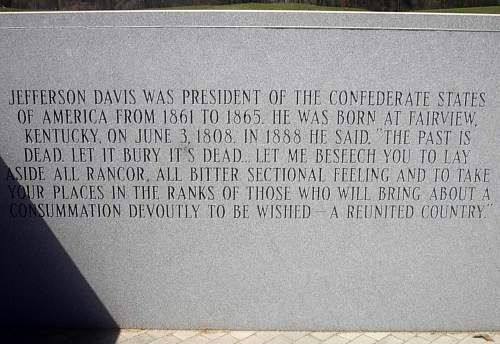 JEFFERSON DAVIS WAS PRESIDENT OF THE CONFEDERATE STATES
OF AMERICA FROM 1861 TO 1865. HE WAS BORN AT FAIRVIEW,
KENTUCKY, ON JUNE 3, 1808. IN 1888 HE SAID, "THE PAST IS
DEAD. LET IT BURY IT'S DEAD.. LET ME BESEECH YOU TO LAY
ASIDE ALL RANCOR, ALL BITTER SECTIONAL FEELING AND TO TAKE
YOUR PLACES IN THE RANKS OF THOSE WHO WILL BRING ABOUT A
CONSUMMATION DEVOUTLY TO BE WISHED—A REUNITED COUNTRY."